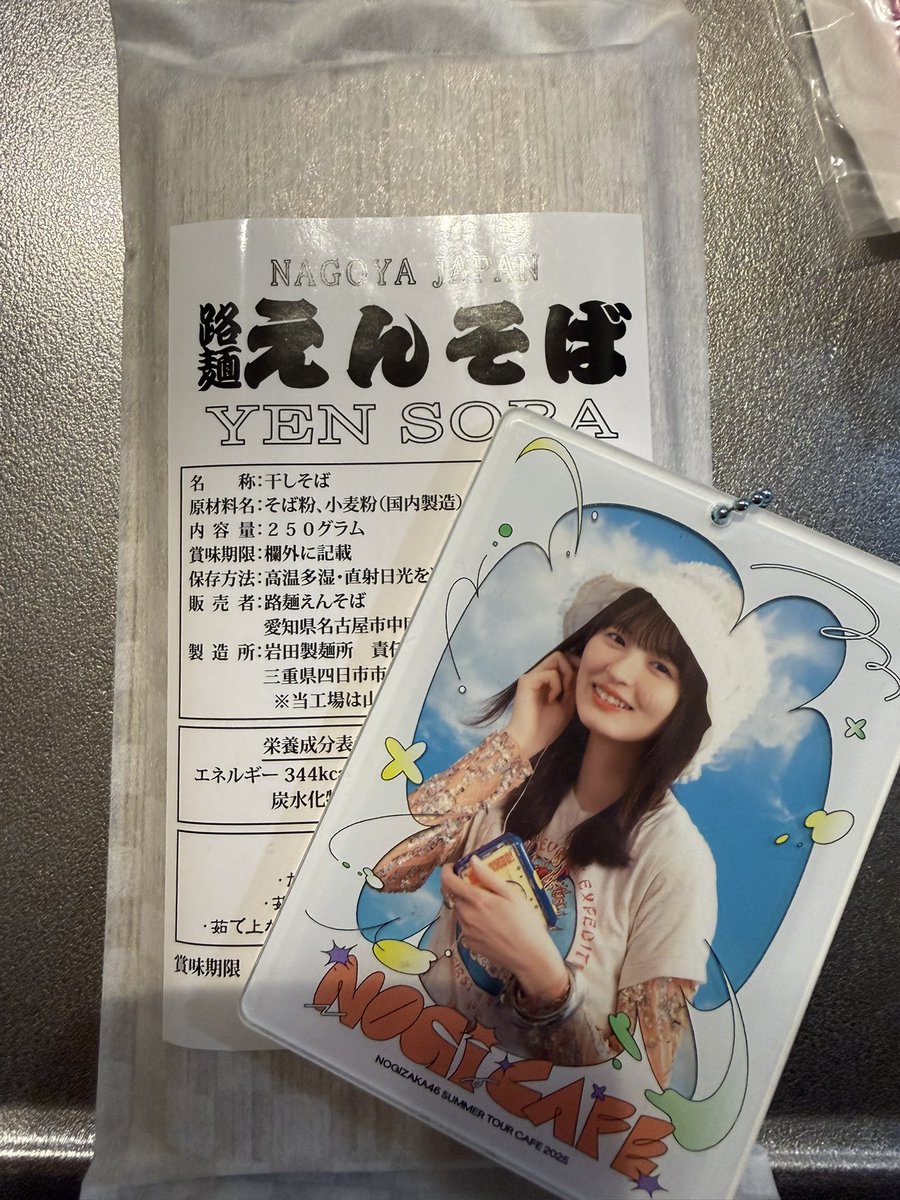 NAGOYA JAPAN
路麺 えんそば
YEN SOBA
名称：干しそば
原材料名：そば粉、小麦粉（国内製造）
内容量：２５０グラム
賞味期限：欄外に記載
保存方法：高温多湿・直射日光を
販売者：路麺えんそば
愛知県名古屋市中
製造所：岩田製麺所 責任
三重県四日市市
※当工場は山
栄養成分表
エネルギー 344kc
炭水化
・茹で上
賞味期限
EXPEDITI
NOGI CAFE
NOGIZAKA46 SUMMER TOUR CAFE 2025